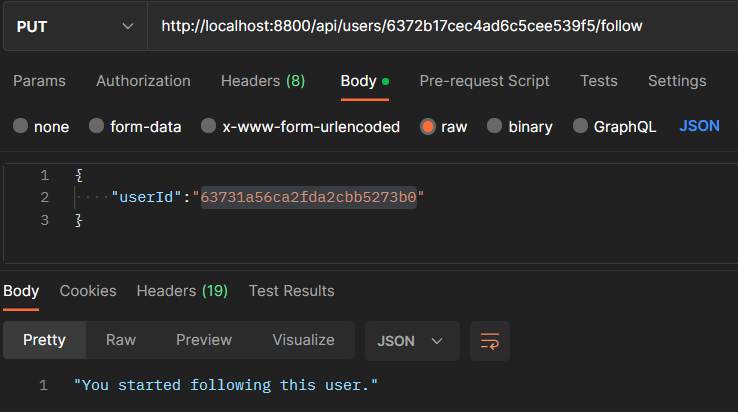 PUT http://localhost:8800/api/users/6372b17cec4ad6c5cee539f5/follow
Params Authorization Headers (8) Body Pre-request Script Tests Settings
none form-data x-www-form-urlencoded raw binary GraphQL JSON
1 {
2 ····"userId":"63731a56ca2fda2cbb5273b0"
3 }
Body Cookies Headers (19) Test Results
Pretty Raw Preview Visualize JSON
1 "You started following this user."